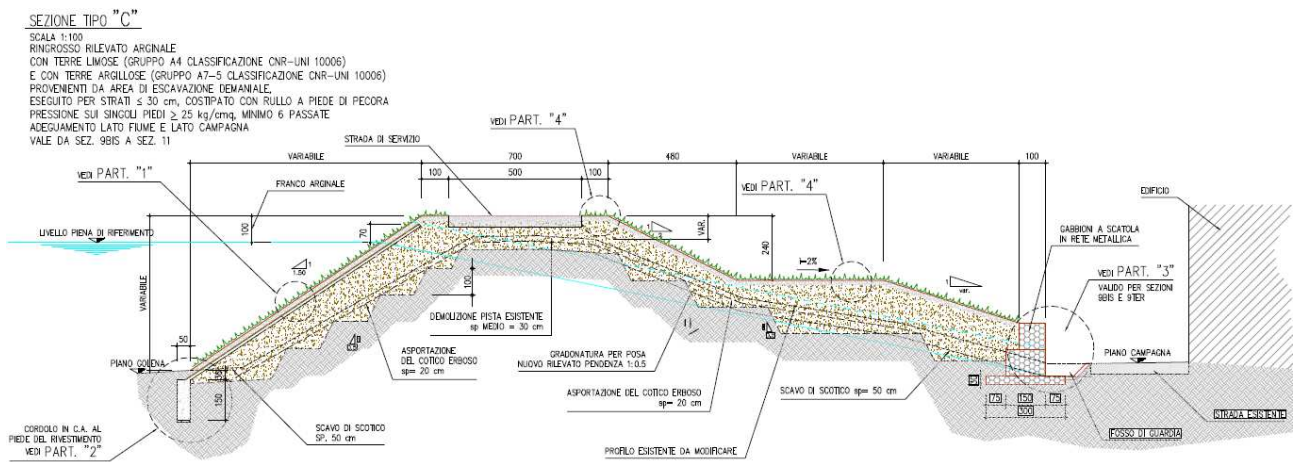 SEZIONE TIPO "C"
SCALA 1:100
RINGROSSO RILEVATO ARGINALE
CON TERRE LIMOSE (GRUPPO A4 CLASSIFICAZIONE CNR-UNI 10006)
E CON TERRE ARGILLOSE (GRUPPO A7-5 CLASSIFICAZIONE CNR-UNI 10006)
PROVENIENTI DA AREA DI ESCAVAZIONE DEMANIALE,
ESEGUITO PER STRATI ≤ 30 cm, COSTIPATO CON RULLO A PIEDE DI PECORA
PRESSIONE SUI SINGOLI PIEDI ≥ 25 kg/cmq, MINIMO 6 PASSATE
ADEGUAMENTO LATO FIUME E LATO CAMPAGNA
VALE DA SEZ. 9BIS A SEZ. 11
VEDI PART. "4"
STRADA DI SERVIZIO
VARIABILE
700
480
VARIABILE
VARIABILE
100
VEDI PART. "1"
100
500
100
VEDI PART. "4"
FRANCO ARGINALE
EDIFICIO
LIVELLO PIENA DI RIFERIMENTO
100
70
VAR.
240
GABBIONI A SCATOLA
IN RETE METALLICA
1
1.50
i=2%
1
var.
VEDI PART. "3"
VALIDO PER SEZIONI
9BIS E 9TER
VARIABILE
100
DEMOLIZIONE PISTA ESISTENTE
sp MEDIO = 30 cm
50
ASPORTAZIONE
DEL COTICO ERBOSO
sp= 20 cm
GRADONATURA PER POSA
NUOVO RILEVATO PENDENZA 1:0.5
PIANO GOLENA
PIANO CAMPAGNA
ASPORTAZIONE DEL COTICO ERBOSO
sp= 20 cm
SCAVO DI SCOTICO sp= 50 cm
150
75
150
75
300
STRADA ESISTENTE
CORDOLO IN C.A. AL
PIEDE DEL RIVESTIMENTO
VEDI PART. "2"
SCAVO DI SCOTICO
SP. 50 cm
FOSSO DI GUARDIA
PROFILO ESISTENTE DA MODIFICARE